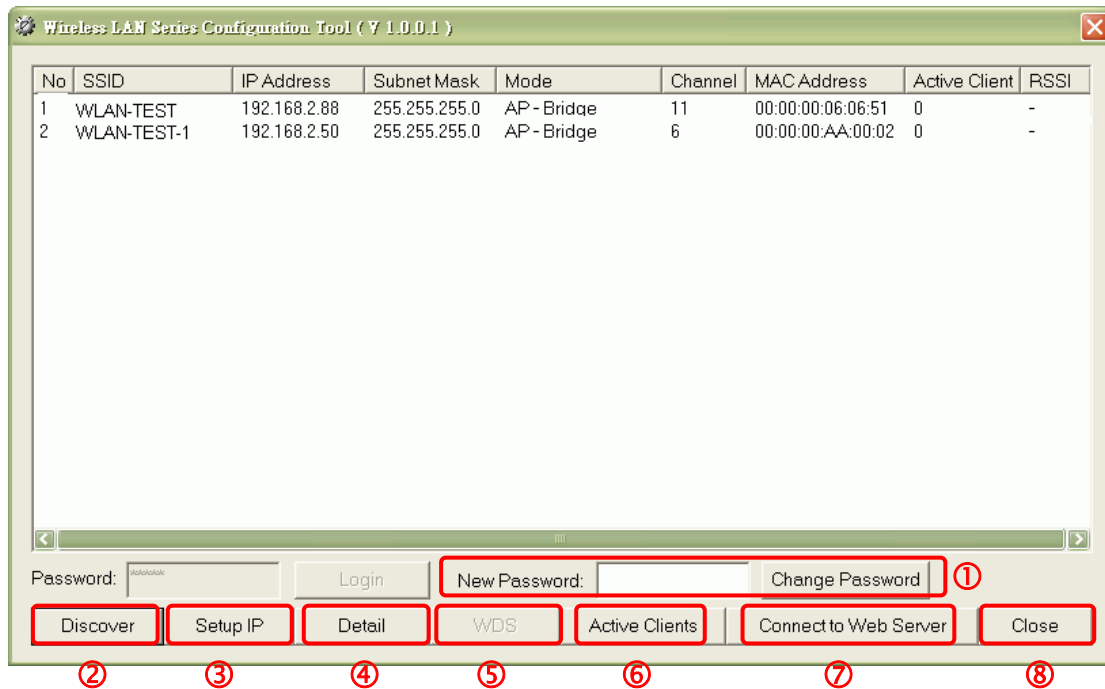 Wireless LAN Series Configuration Tool ( V 1.0.0.1 )
No SSID IP Address Subnet Mask Mode Channel MAC Address Active Client RSSI
1 WLAN-TEST 192.168.2.88 255.255.255.0 AP - Bridge 11 00:00:00:06:06:51 0 -
2 WLAN-TEST-1 192.168.2.50 255.255.255.0 AP - Bridge 6 00:00:00:AA:00:02 0 -
Password: ****** Login New Password: Change Password ①
Discover Setup IP Detail WDS Active Clients Connect to Web Server Close
② ③ ④ ⑤ ⑥ ⑦ ⑧